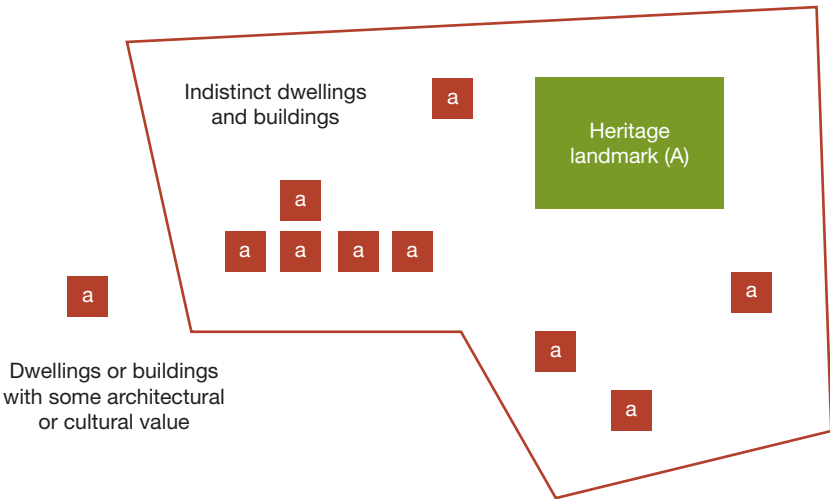 Indistinct dwellings
and buildings
a
Heritage
landmark (A)
a
a
a
a
a
a
a
a
a
Dwellings or buildings
with some architectural
or cultural value